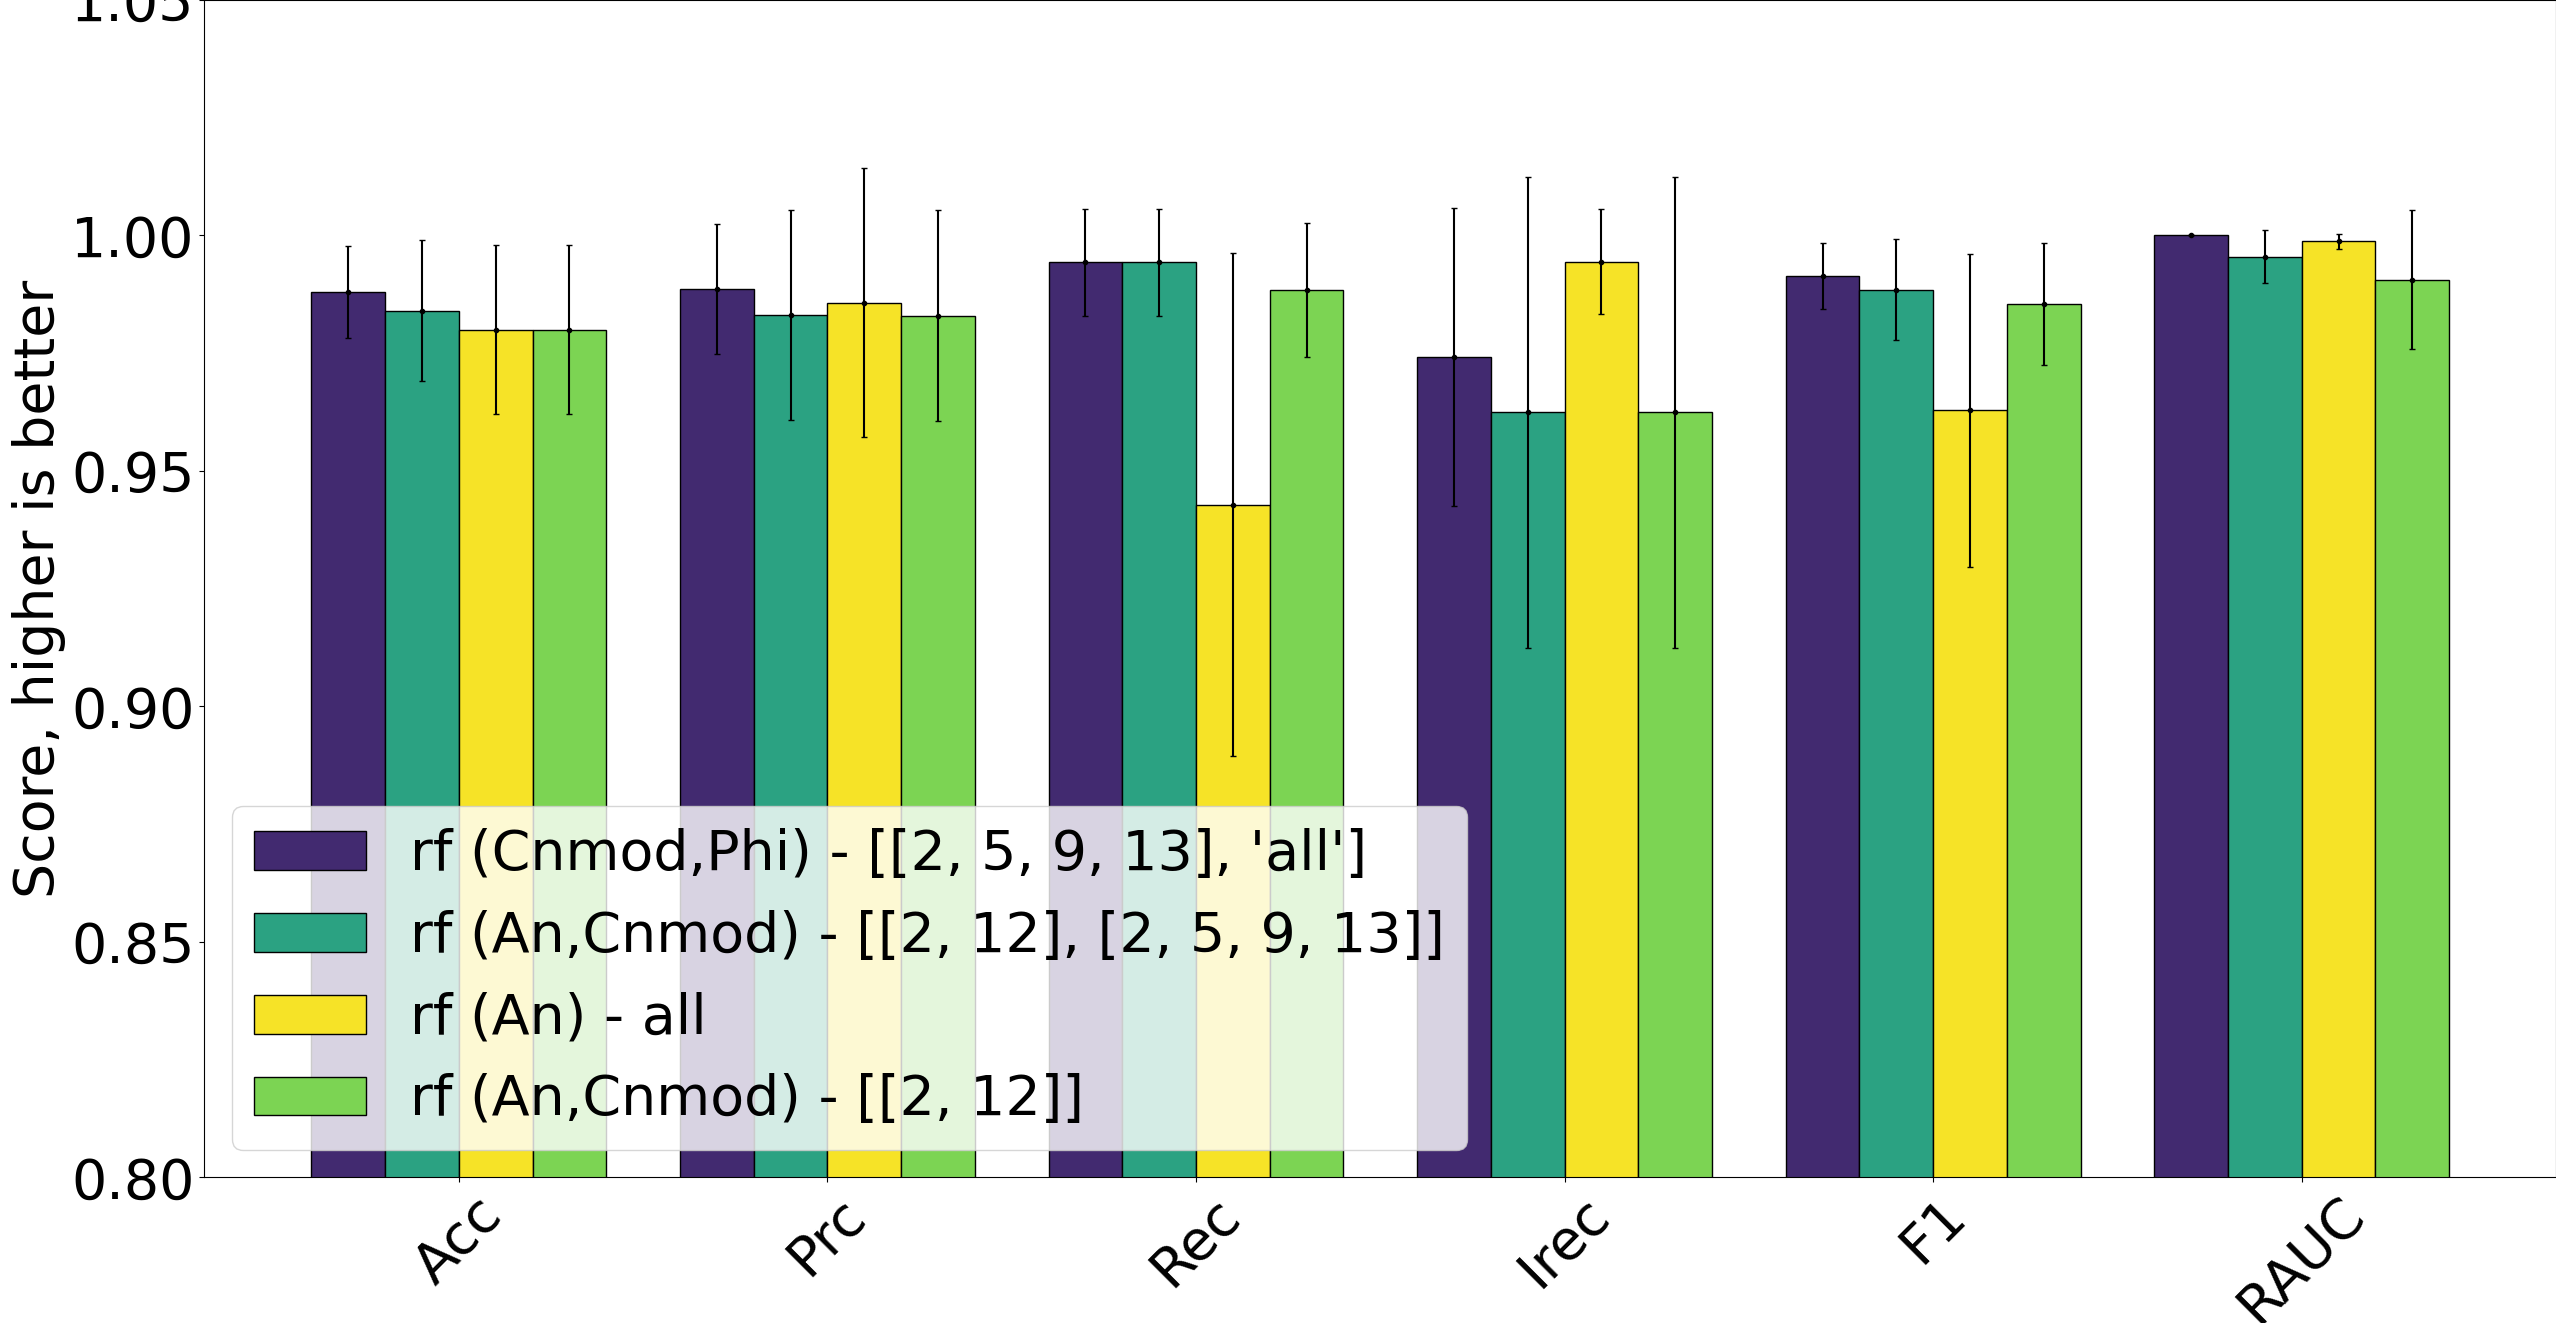 1.05
1.00
0.95
0.90
0.85
0.80
Score, higher is better
rf (Cnmod,Phi) - [[2, 5, 9, 13], 'all']
rf (An,Cnmod) - [[2, 12], [2, 5, 9, 13]]
rf (An) - all
rf (An,Cnmod) - [[2, 12]]
Acc
Prc
Rec
Irec
F1
RAUC